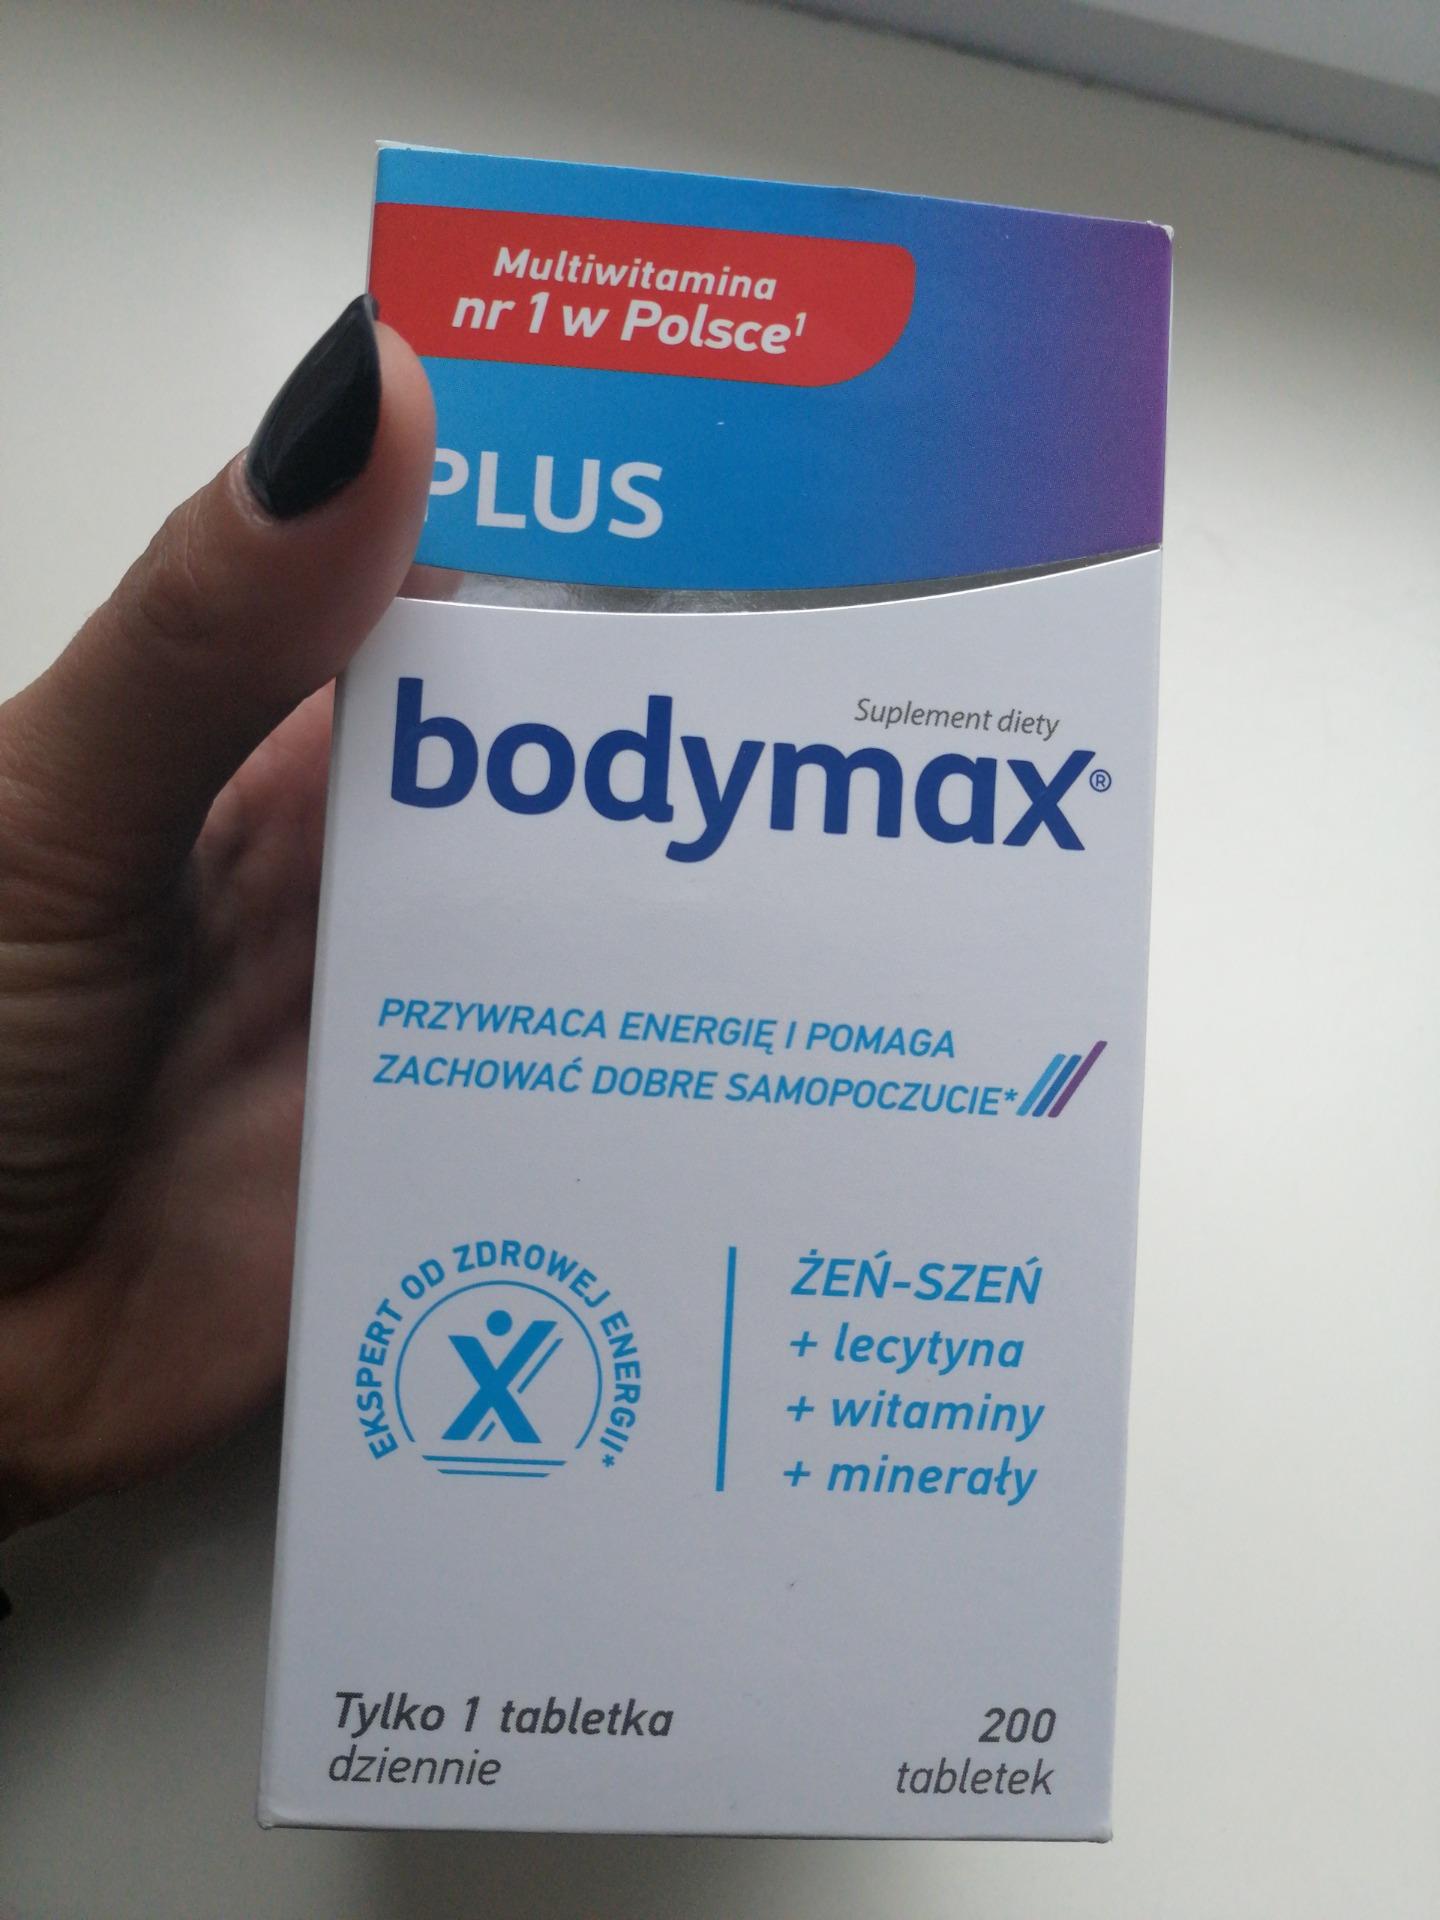 Multiwitamina
nr 1 w Polsce¹
PLUS
Suplement diety
bodymax®
PRZYWRACA ENERGIĘ I POMAGA
ZACHOWAĆ DOBRE SAMOPOCZUCIE*
EKSPERT OD ZDROWEJ ENERGII*
ŻEŃ-SZEŃ
+ lecytyna
+ witaminy
+ minerały
Tylko 1 tabletka
dziennie
200
tabletek